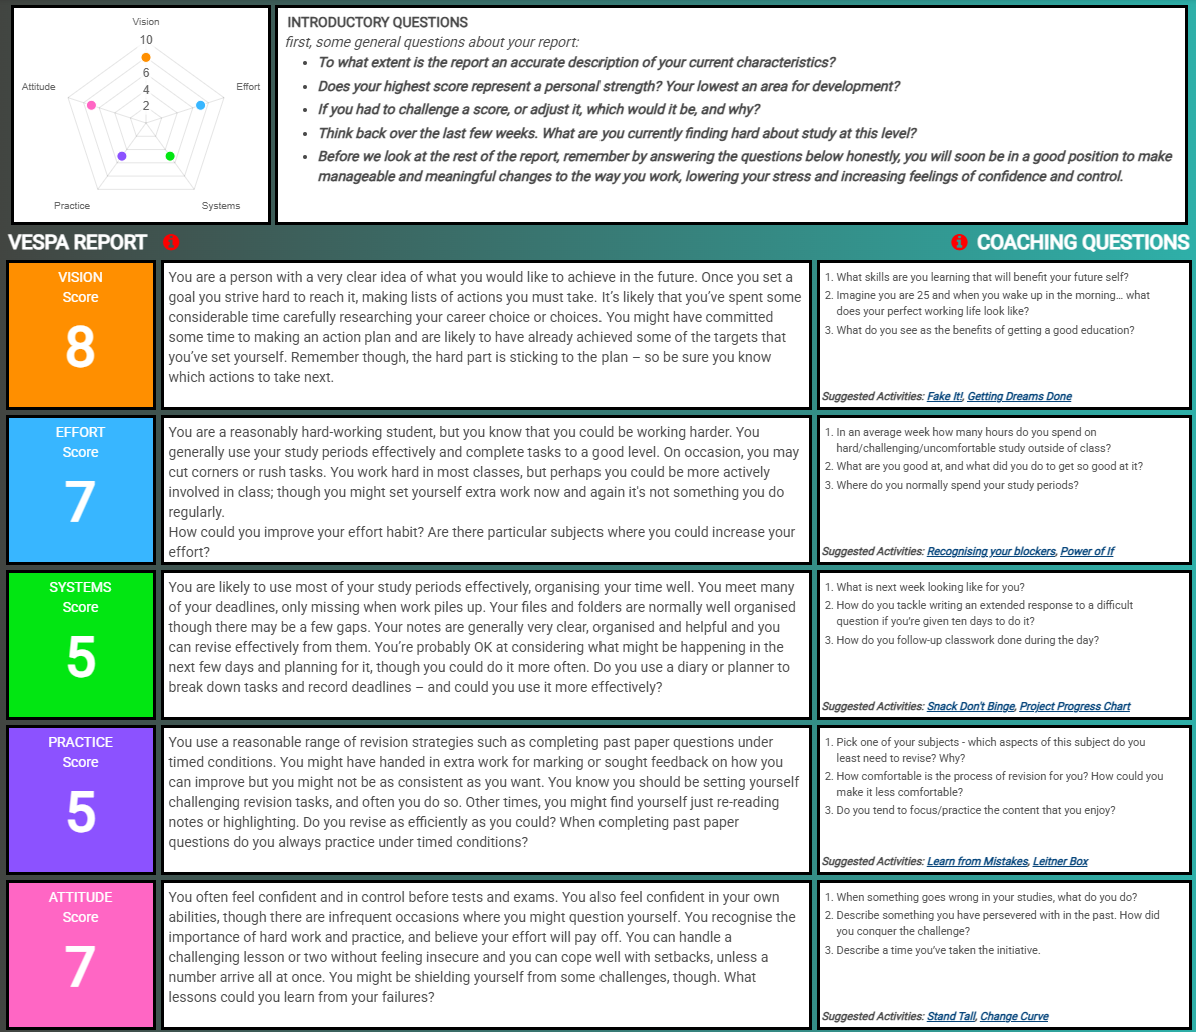 Vision
10
6
4
2
Attitude
Effort
Practice
Systems
INTRODUCTORY QUESTIONS
first, some general questions about your report:
• To what extent is the report an accurate description of your current characteristics?
• Does your highest score represent a personal strength? Your lowest an area for development?
• If you had to challenge a score, or adjust it, which would it be, and why?
• Think back over the last few weeks. What are you currently finding hard about study at this level?
• Before we look at the rest of the report, remember by answering the questions below honestly, you will soon be in a good position to make
manageable and meaningful changes to the way you work, lowering your stress and increasing feelings of confidence and control.
VESPA REPORT
COACHING QUESTIONS
VISION
Score
8
You are a person with a very clear idea of what you would like to achieve in the future. Once you set a
goal you strive hard to reach it, making lists of actions you must take. It's likely that you've spent some
considerable time carefully researching your career choice or choices. You might have committed
some time to making an action plan and are likely to have already achieved some of the targets that
you've set yourself. Remember though, the hard part is sticking to the plan – so be sure you know
which actions to take next.
1. What skills are you learning that will benefit your future self?
2. Imagine you are 25 and when you wake up in the morning... what
does your perfect working life look like?
3. What do you see as the benefits of getting a good education?
Suggested Activities: Fake It!, Getting Dreams Done
EFFORT
Score
7
You are a reasonably hard-working student, but you know that you could be working harder. You
generally use your study periods effectively and complete tasks to a good level. On occasion, you may
cut corners or rush tasks. You work hard in most classes, but perhaps you could be more actively
involved in class; though you might set yourself extra work now and again it's not something you do
regularly.
How could you improve your effort habit? Are there particular subjects where you could increase your
effort?
1. In an average week how many hours do you spend on
hard/challenging/uncomfortable study outside of class?
2. What are you good at, and what did you do to get so good at it?
3. Where do you normally spend your study periods?
Suggested Activities: Recognising your blockers, Power of If
SYSTEMS
Score
5
You are likely to use most of your study periods effectively, organising your time well. You meet many
of your deadlines, only missing when work piles up. Your files and folders are normally well organised
though there may be a few gaps. Your notes are generally very clear, organised and helpful and you
can revise effectively from them. You're probably OK at considering what might be happening in the
next few days and planning for it, though you could do it more often. Do you use a diary or planner to
break down tasks and record deadlines – and could you use it more effectively?
1. What is next week looking like for you?
2. How do you tackle writing an extended response to a difficult
question if you're given ten days to do it?
3. How do you follow-up classwork done during the day?
Suggested Activities: Snack Don't Binge, Project Progress Chart
PRACTICE
Score
5
You use a reasonable range of revision strategies such as completing past paper questions under
timed conditions. You might have handed in extra work for marking or sought feedback on how you
can improve but you might not be as consistent as you want. You know you should be setting yourself
challenging revision tasks, and often you do so. Other times, you might find yourself just re-reading
notes or highlighting. Do you revise as efficiently as you could? When completing past paper
questions do you always practice under timed conditions?
1. Pick one of your subjects - which aspects of this subject do you
least need to revise? Why?
2. How comfortable is the process of revision for you? How could you
make it less comfortable?
3. Do you tend to focus/practice the content that you enjoy?
Suggested Activities: Learn from Mistakes, Leitner Box
ATTITUDE
Score
7
You often feel confident and in control before tests and exams. You also feel confident in your own
abilities, though there are infrequent occasions where you might question yourself. You recognise the
importance of hard work and practice, and believe your effort will pay off. You can handle a
challenging lesson or two without feeling insecure and you can cope well with setbacks, unless a
number arrive all at once. You might be shielding yourself from some challenges, though. What
lessons could you learn from your failures?
1. When something goes wrong in your studies, what do you do?
2. Describe something you have persevered with in the past. How did
you conquer the challenge?
3. Describe a time you've taken the initiative.
Suggested Activities: Stand Tall, Change Curve